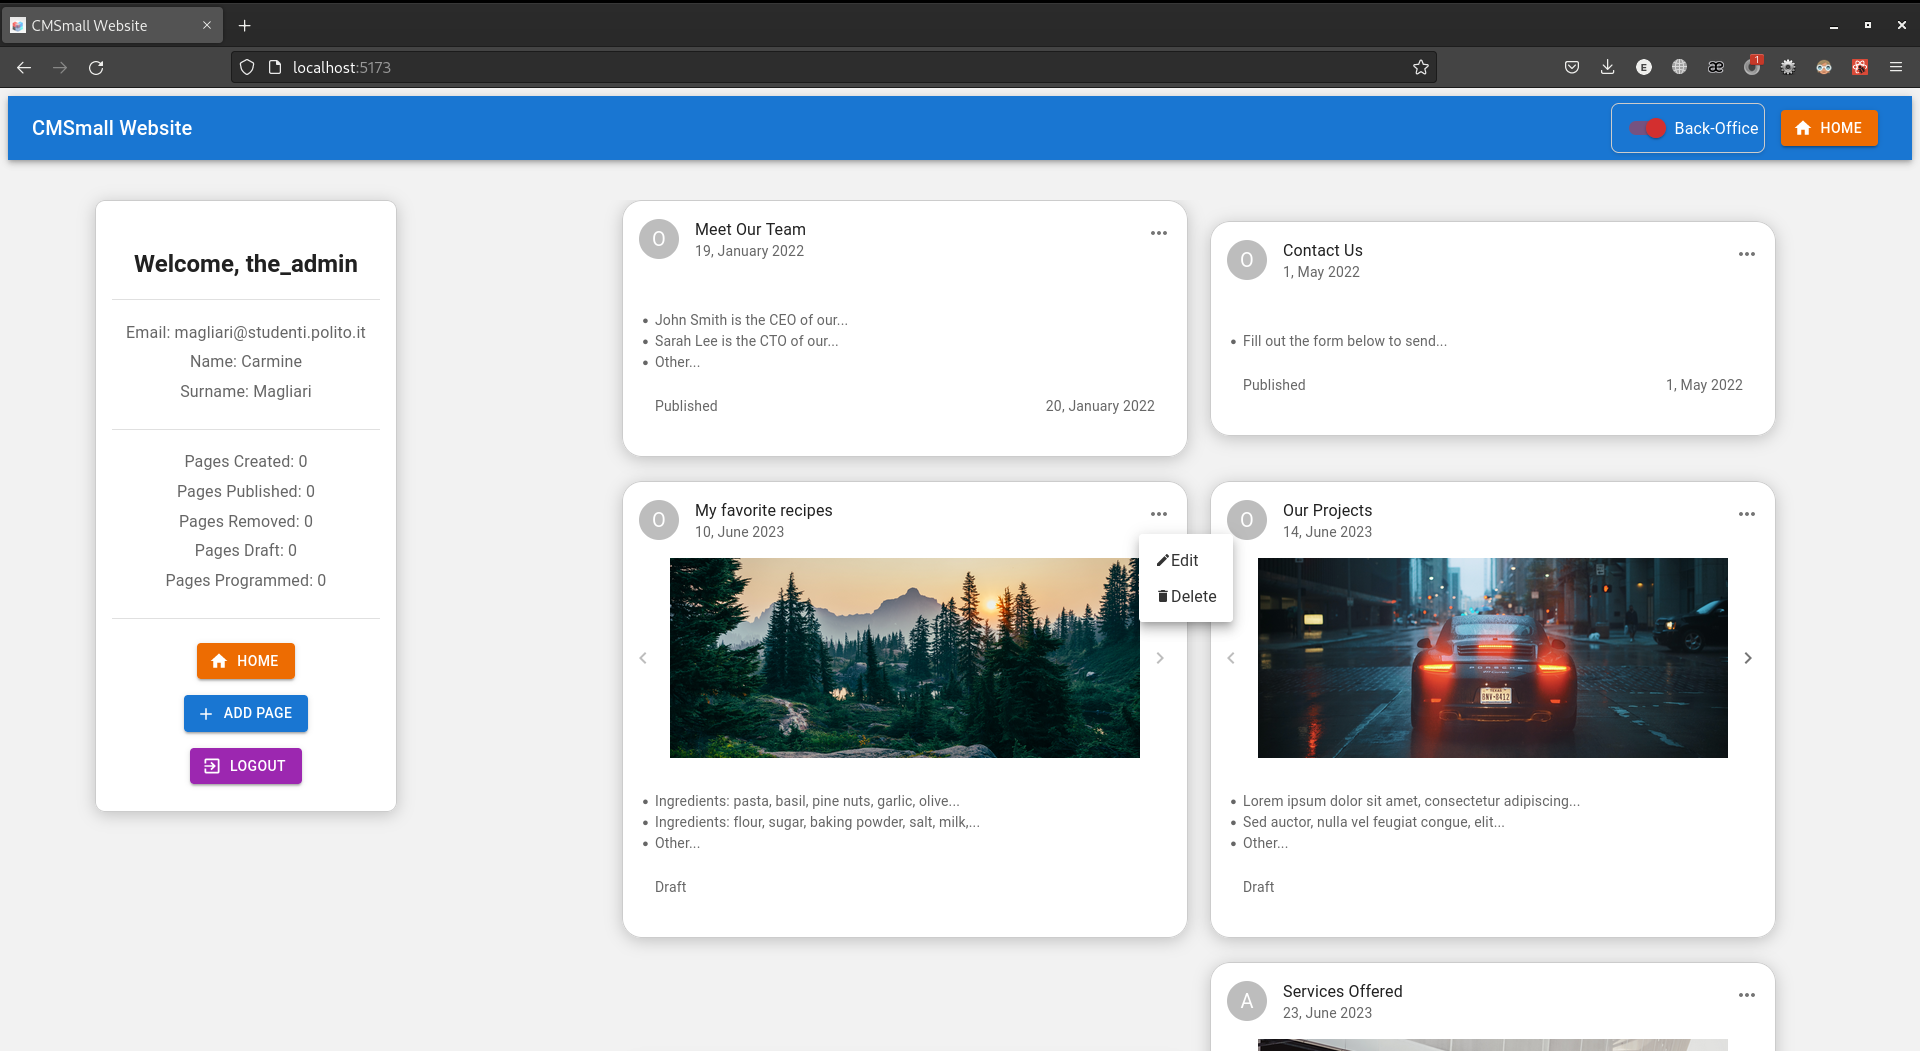 CMSmall Website
localhost:5173
E
æ
1
CMSmall Website
Back-Office
HOME
Welcome, the_admin
Email: magliari@studenti.polito.it
Name: Carmine
Surname: Magliari
Pages Created: 0
Pages Published: 0
Pages Removed: 0
Pages Draft: 0
Pages Programmed: 0
HOME
ADD PAGE
LOGOUT
O
Meet Our Team
19, January 2022
John Smith is the CEO of our...
Sarah Lee is the CTO of our...
Other...
Published 20, January 2022
O
Contact Us
1, May 2022
Fill out the form below to send...
Published 1, May 2022
O
My favorite recipes
10, June 2023
Edit
Delete
Ingredients: pasta, basil, pine nuts, garlic, olive...
Ingredients: flour, sugar, baking powder, salt, milk,...
Other...
Draft
O
Our Projects
14, June 2023
PORSCHE
Lorem ipsum dolor sit amet, consectetur adipiscing...
Sed auctor, nulla vel feugiat congue, elit...
Other...
Draft
A
Services Offered
23, June 2023